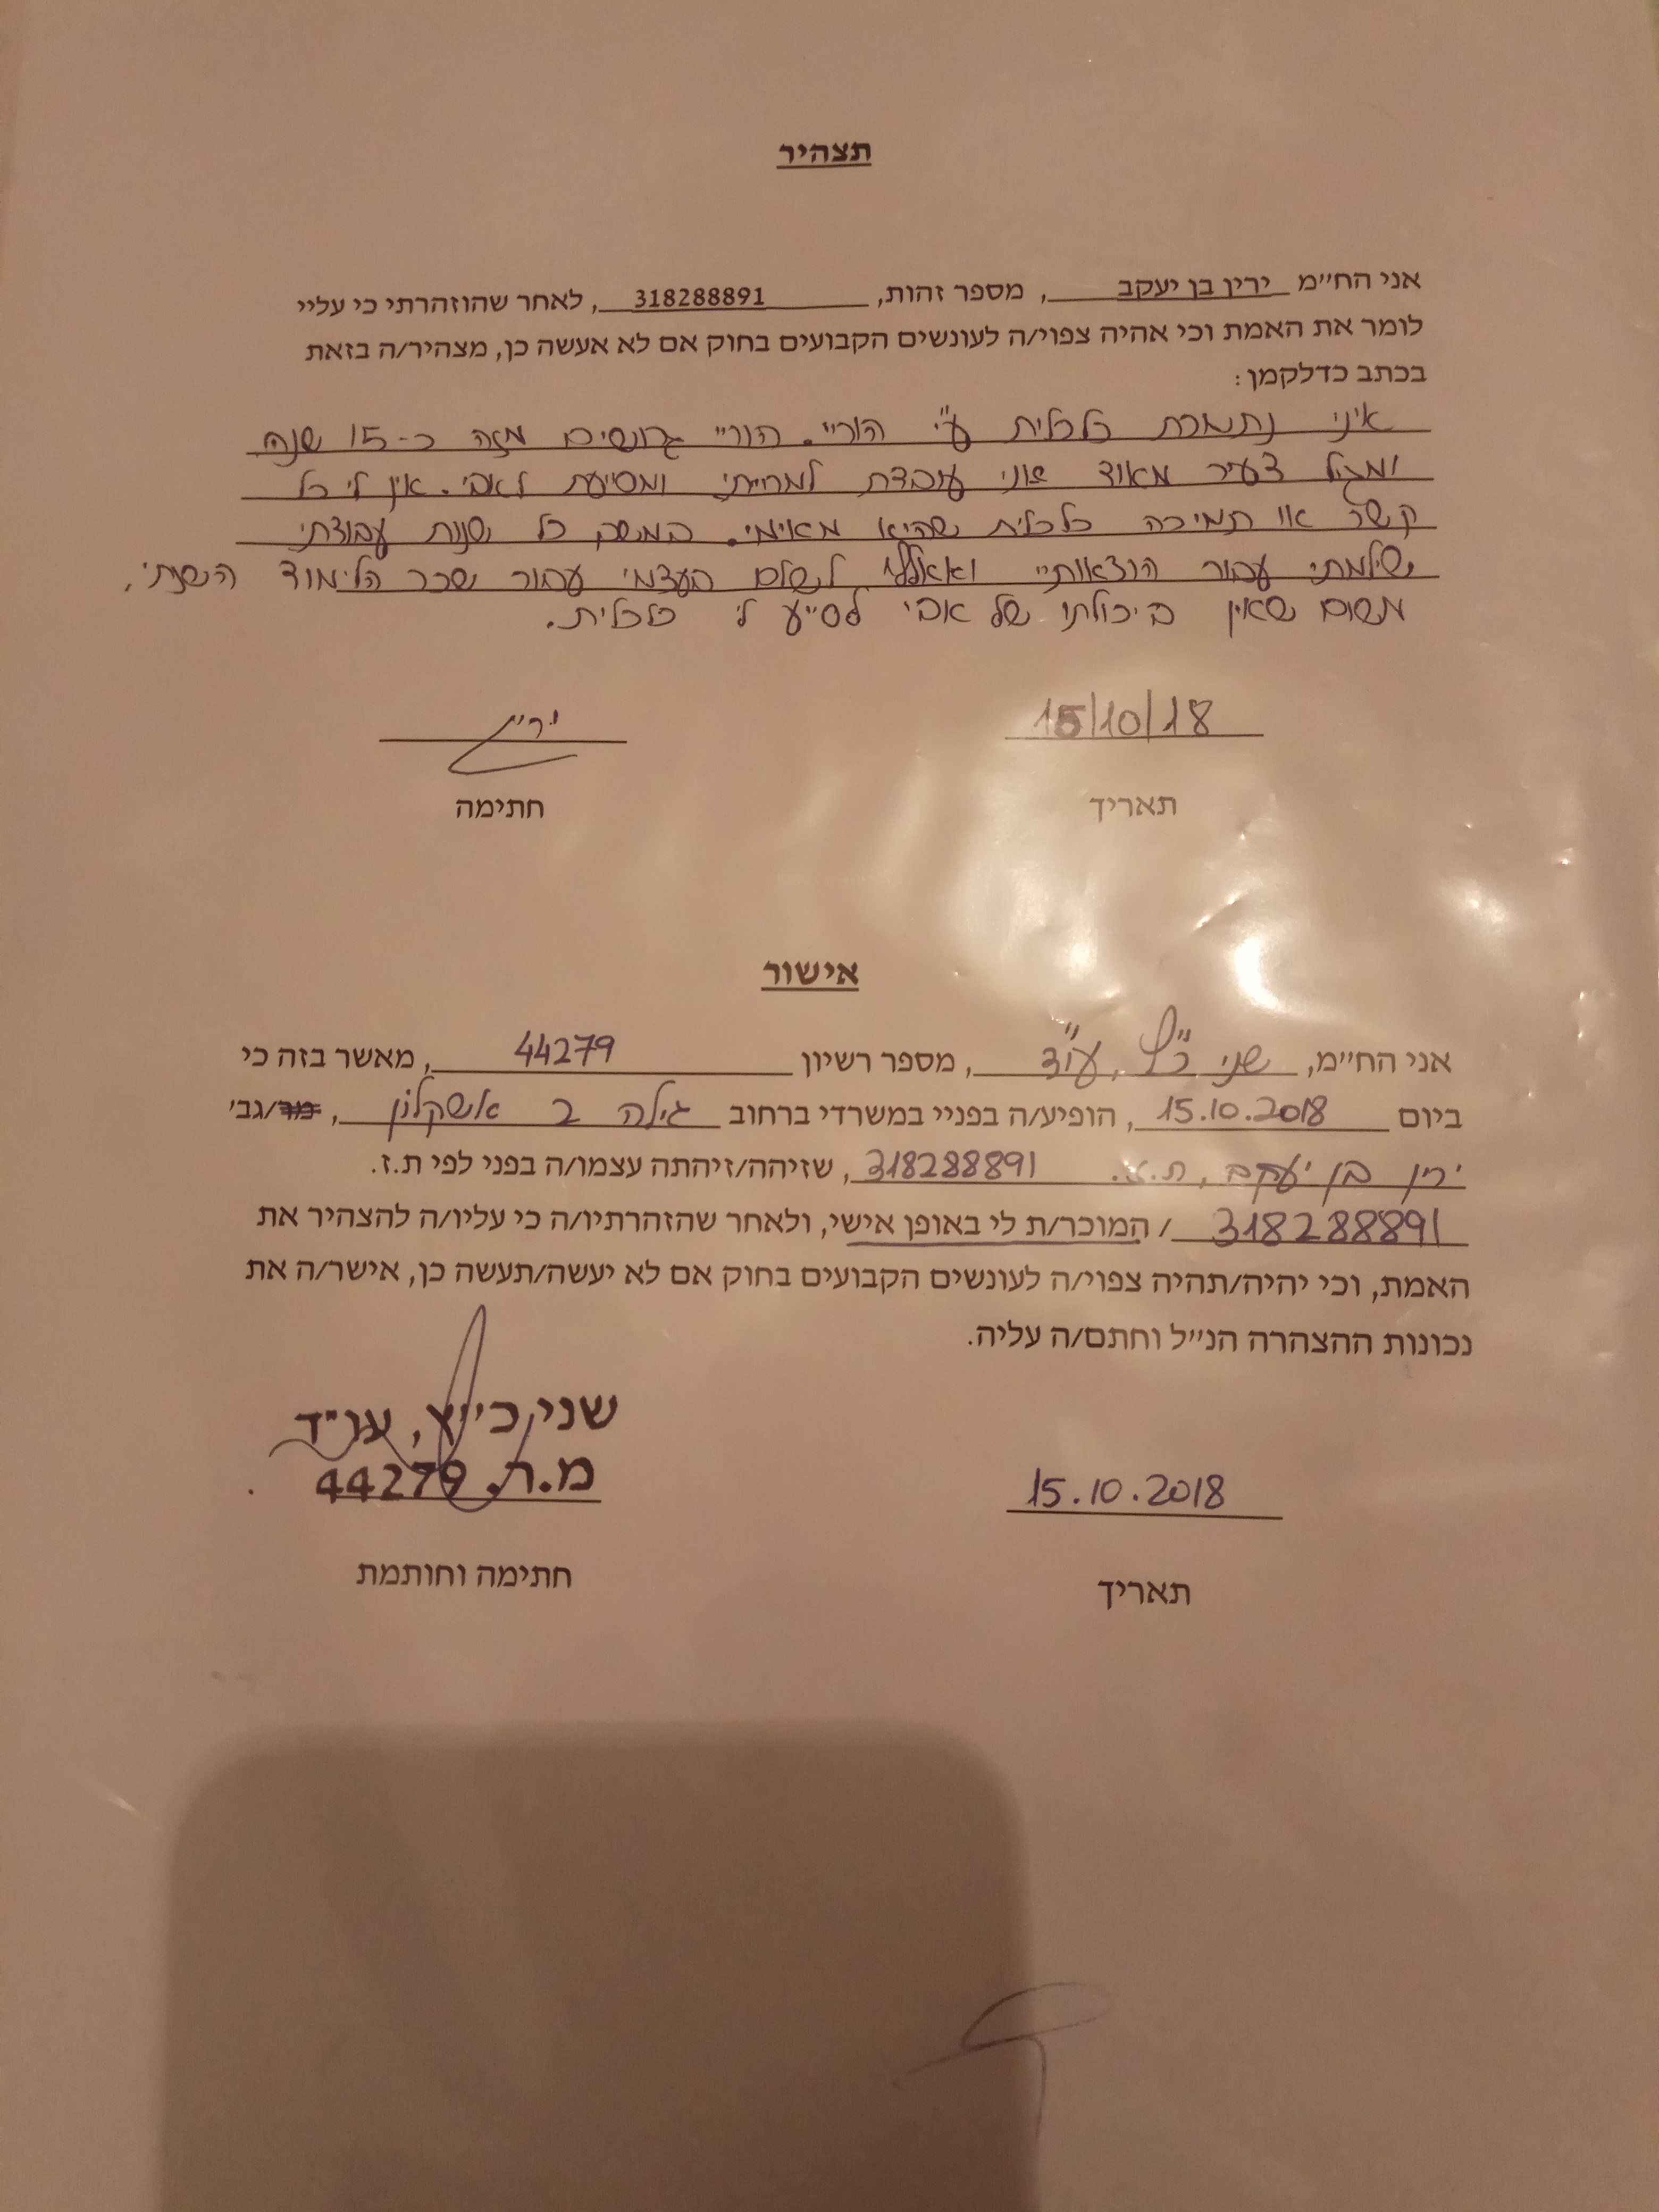 תצהיר
אני הח״מ ירין בן יעקב, מספר זהות, 318288891, לאחר שהוזהרתי כי עליי
לומר את האמת וכי אהיה צפוי/ה לעונשים הקבועים בחוק אם לא אעשה כן, מצהיר/ה בזאת
בכתב כדלקמן:
איני נתמכת כלכלית ע״י הוריי. הוריי גרושים מזה כ-15 שנה
ומגיל צעיר מאוד אני עובדת למחייתי ומסייעת לאבי. אין לי כל
קשר או תמיכה כלכלית שהיא מאימי. במשך כל שנות עבודתי
שילמתי עבור הוצאותיי לשלם בעצמי עבור שכר הלימוד השנתי,
משום שאין ביכולתו של אבי לסייע לי כלכלית.
15/10/18 ירין
תאריך חתימה
אישור
אני הח״מ, שני כ״ץ, עו״ד, מספר רשיון 44279, מאשר בזה כי
ביום 15.10.2018, הופיע/ה בפניי במשרדי ברחוב גילה 2 אשקלון, מר/גב׳
ירין בן יעקב, ת.ז. 318288891, שזיהה/זיהתה עצמו/ה בפני לפי ת.ז.
318288891 / המוכר/ת לי באופן אישי, ולאחר שהזהרתיו/ה כי עליו/ה להצהיר את
האמת, וכי יהיה/תהיה צפוי/ה לעונשים הקבועים בחוק אם לא יעשה/תעשה כן, אישר/ה את
נכונות ההצהרה הנ״ל וחתם/ה עליה.
שני כ״ץ, עו״ד
מ.ר. 44279
15.10.2018
תאריך חתימה וחותמת